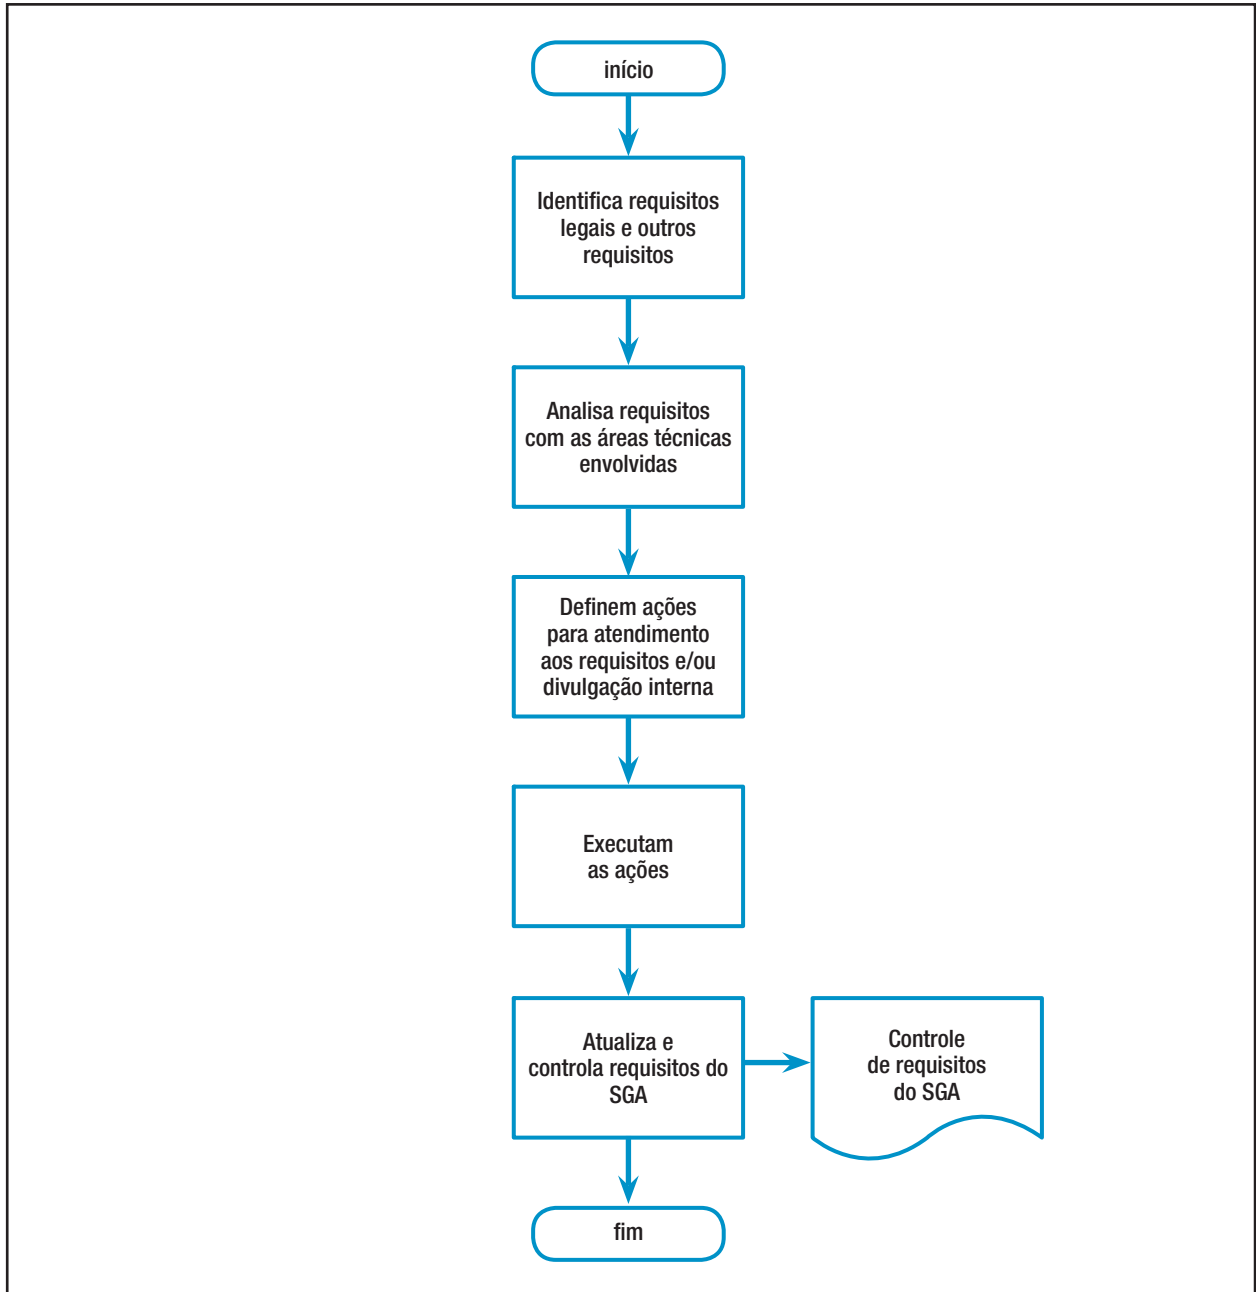 início
Identifica requisitos
legais e outros
requisitos
Analisa requisitos
com as áreas técnicas
envolvidas
Definem ações
para atendimento
aos requisitos e/ou
divulgação interna
Executam
as ações
Atualiza e
controla requisitos do
SGA
Controle
de requisitos
do SGA
fim